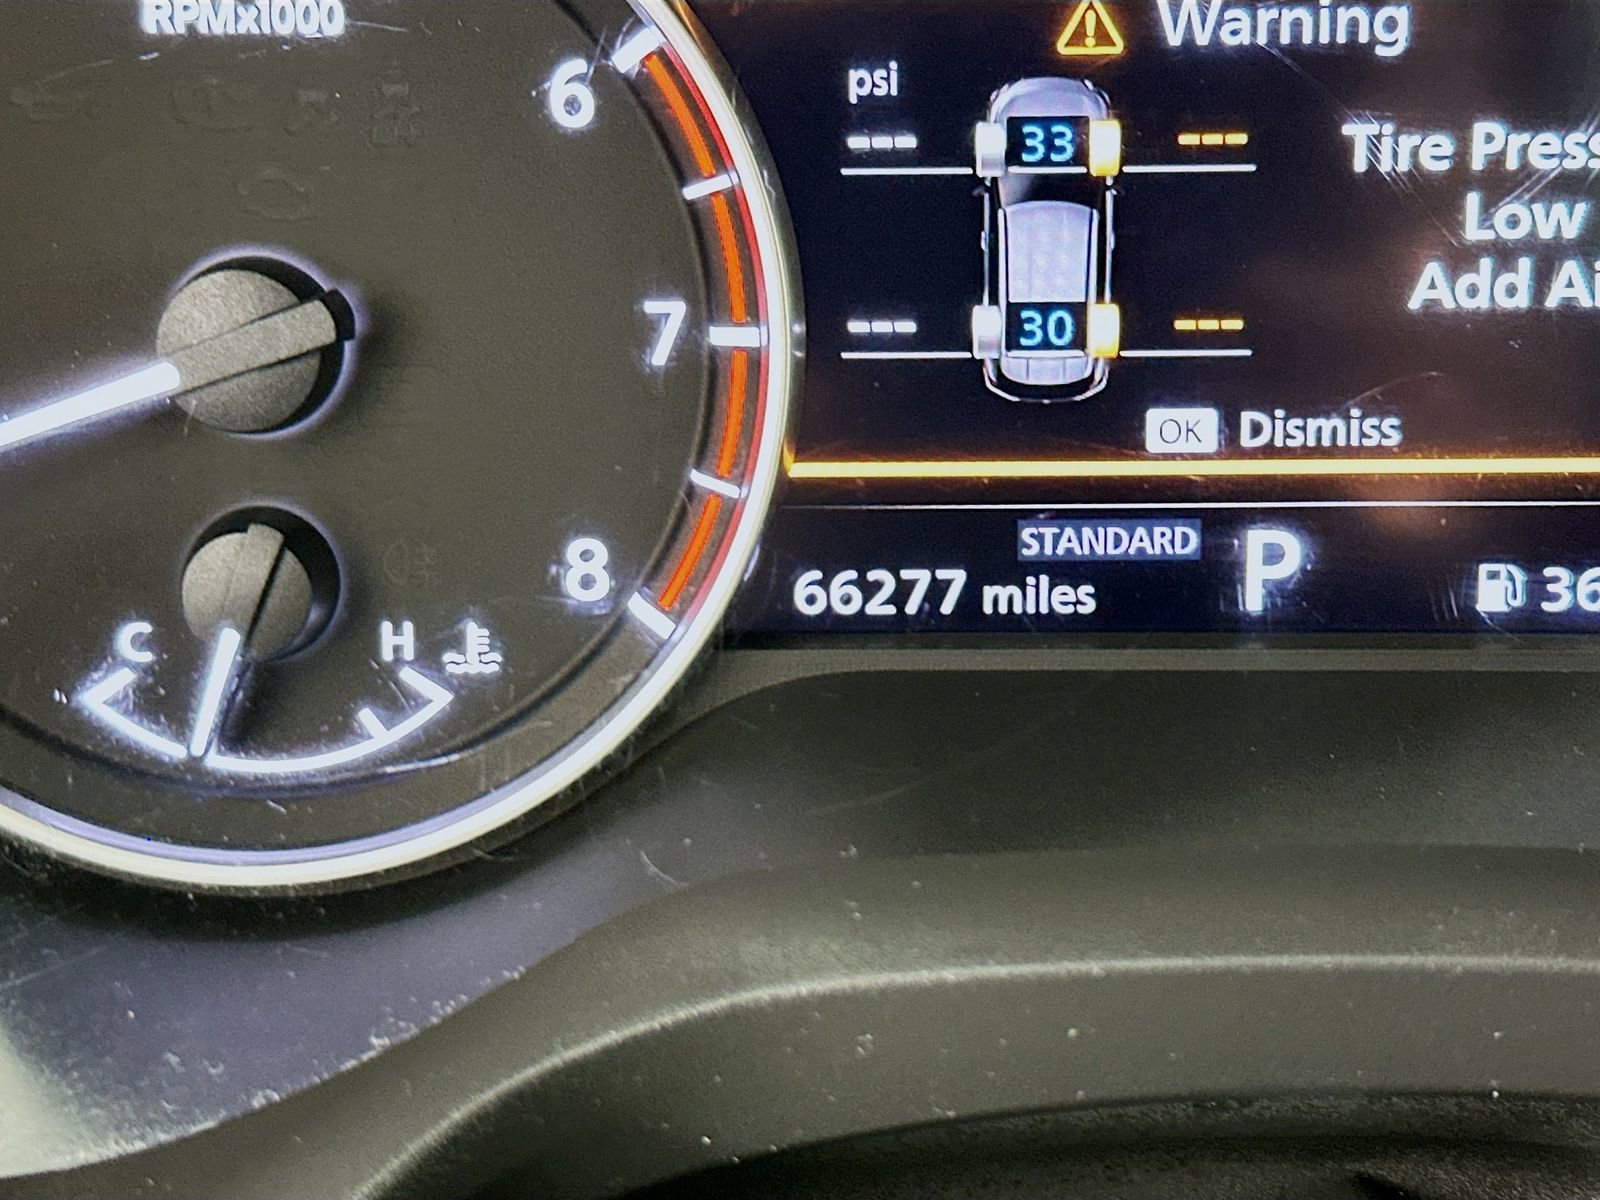 RPMx1000
6
7
8
C H
Warning
psi
--- 33 ---
--- 30 ---
Tire Press
Low
Add Ai
OK Dismiss
STANDARD
66277 miles P 36